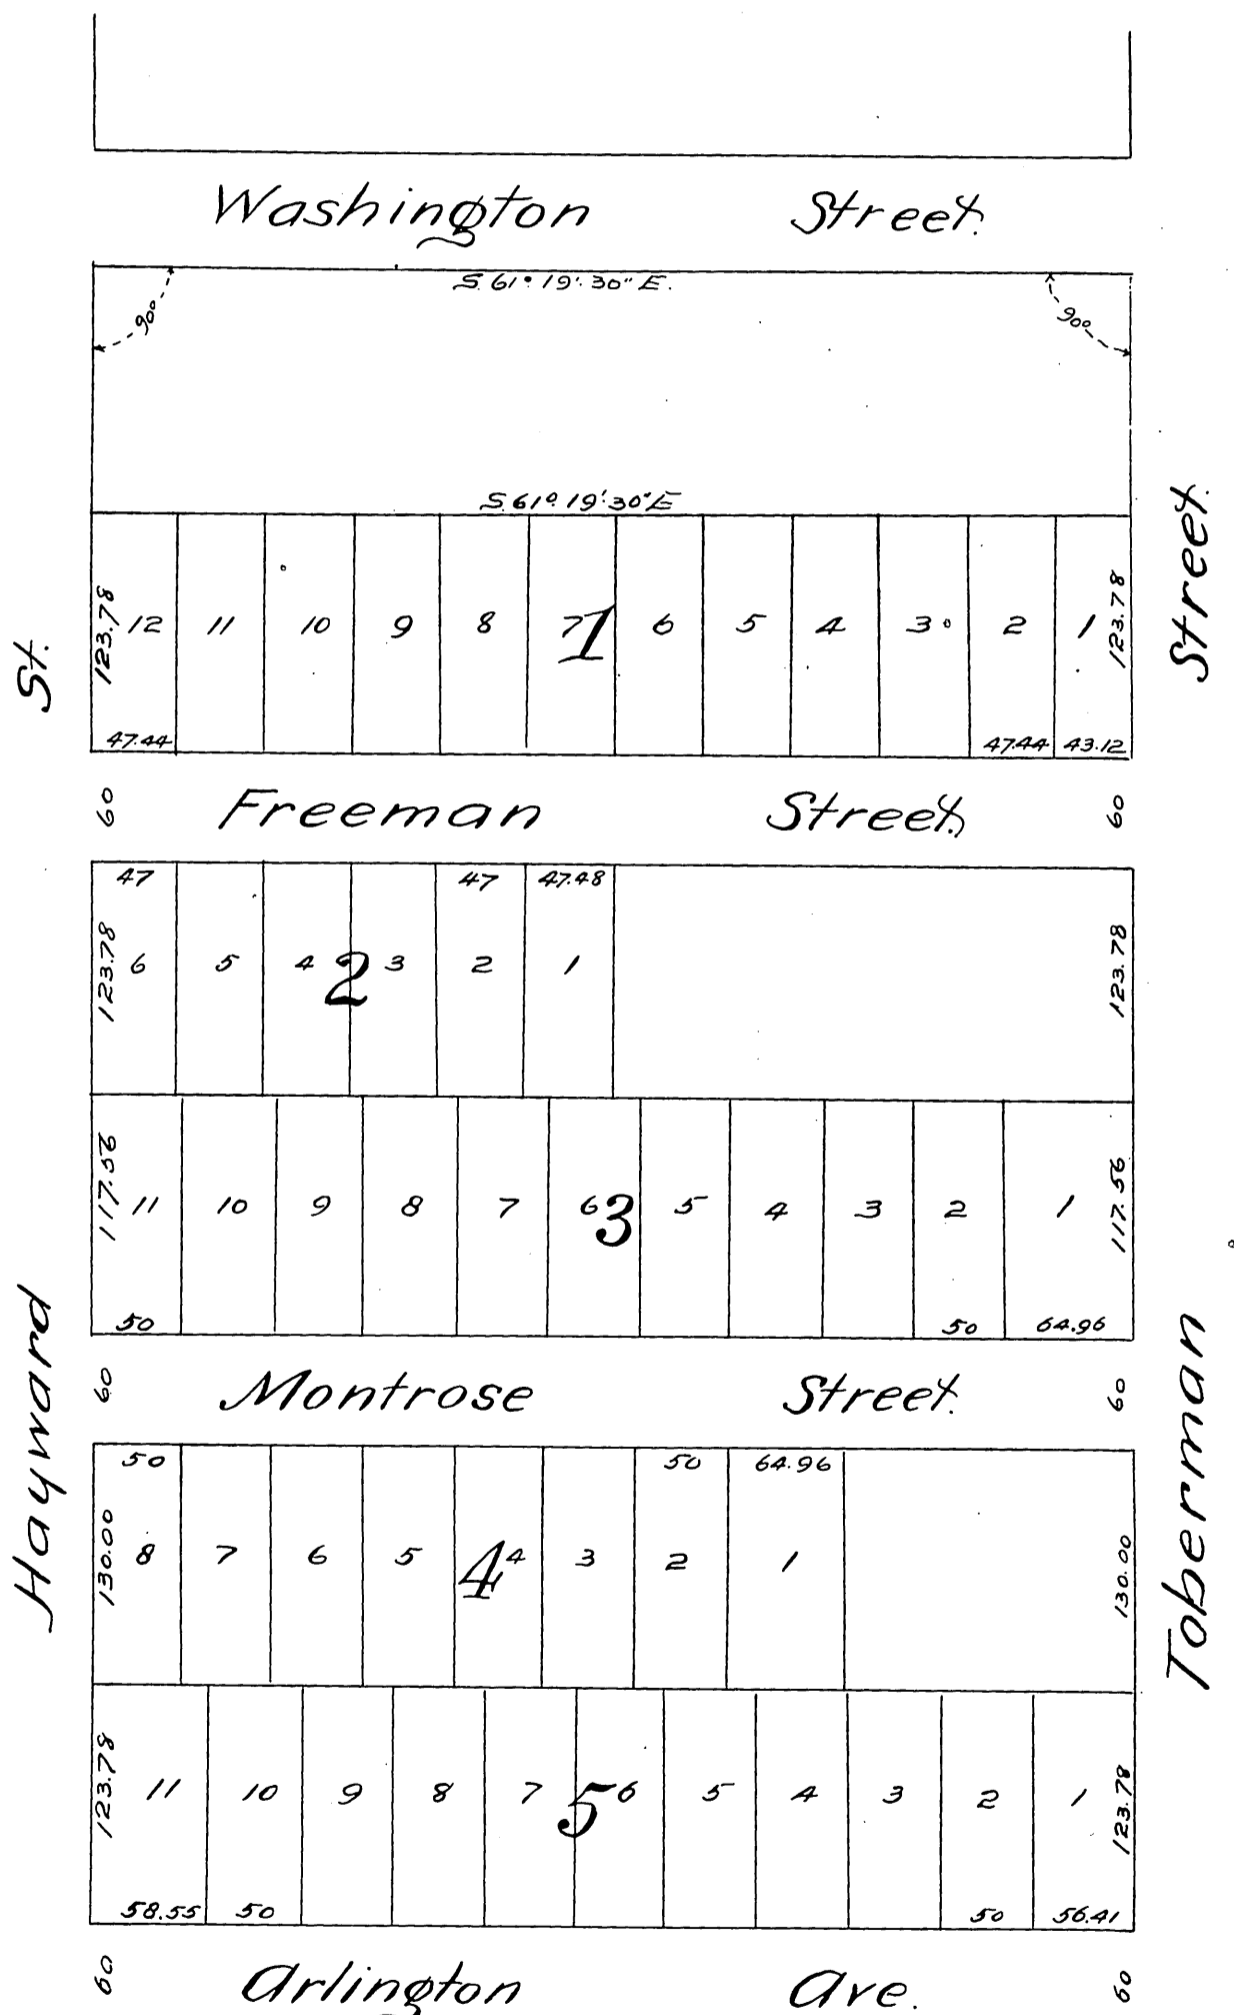 Washington Street.
S. 61° 19' 30" E.
90°
90°
S. 61° 19' 30" E
123.78 12 11 10 9 8 7 1 6 5 4 3 2 1 123.78
47.44 47.44 43.12
60 Freeman Street. 60
47 47 47.48
123.78 6 5 4 2 3 2 1 123.78
117.56 11 10 9 8 7 6 3 5 4 3 2 1 117.56
50 50 64.96
60 Montrose Street. 60
50 50 64.96
130.00 8 7 6 5 4 4 3 2 1 130.00
123.78 11 10 9 8 7 5 6 5 4 3 2 1 123.78
58.55 50 50 56.41
60 Arlington Ave. 60
Hayward St.
Toberman Street.